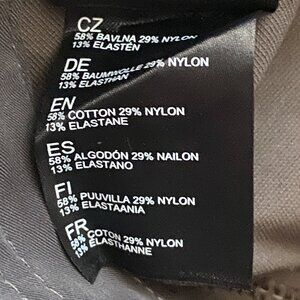 CZ
58% BAVLNA 29% NYLON
13% ELASTEN
DE
58% BAUMWOLLE 29% NYLON
13% ELASTHAN
EN
58% COTTON 29% NYLON
13% ELASTANE
ES
58% ALGODÓN 29% NAILON
13% ELASTANO
FI
58% PUUVILLA 29% NYLON
13% ELASTAANIA
FR
58% COTON 29% NYLON
13% ELASTHANNE